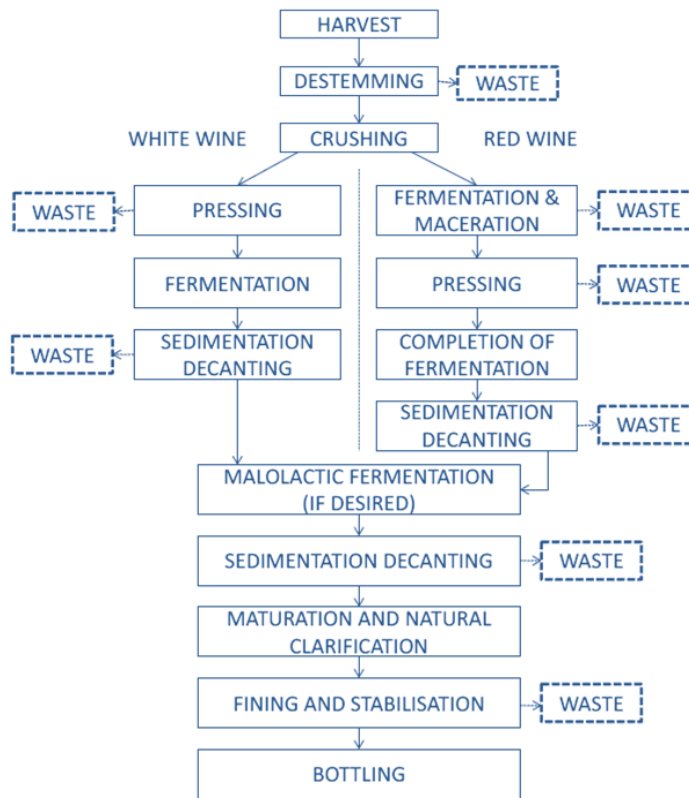 HARVEST
DESTEMMING
WASTE
WHITE WINE
CRUSHING
RED WINE
WASTE
PRESSING
FERMENTATION &
MACERATION
WASTE
FERMENTATION
PRESSING
WASTE
WASTE
SEDIMENTATION
DECANTING
COMPLETION OF
FERMENTATION
SEDIMENTATION
DECANTING
WASTE
MALOLACTIC FERMENTATION
(IF DESIRED)
SEDIMENTATION DECANTING
WASTE
MATURATION AND NATURAL
CLARIFICATION
FINING AND STABILISATION
WASTE
BOTTLING